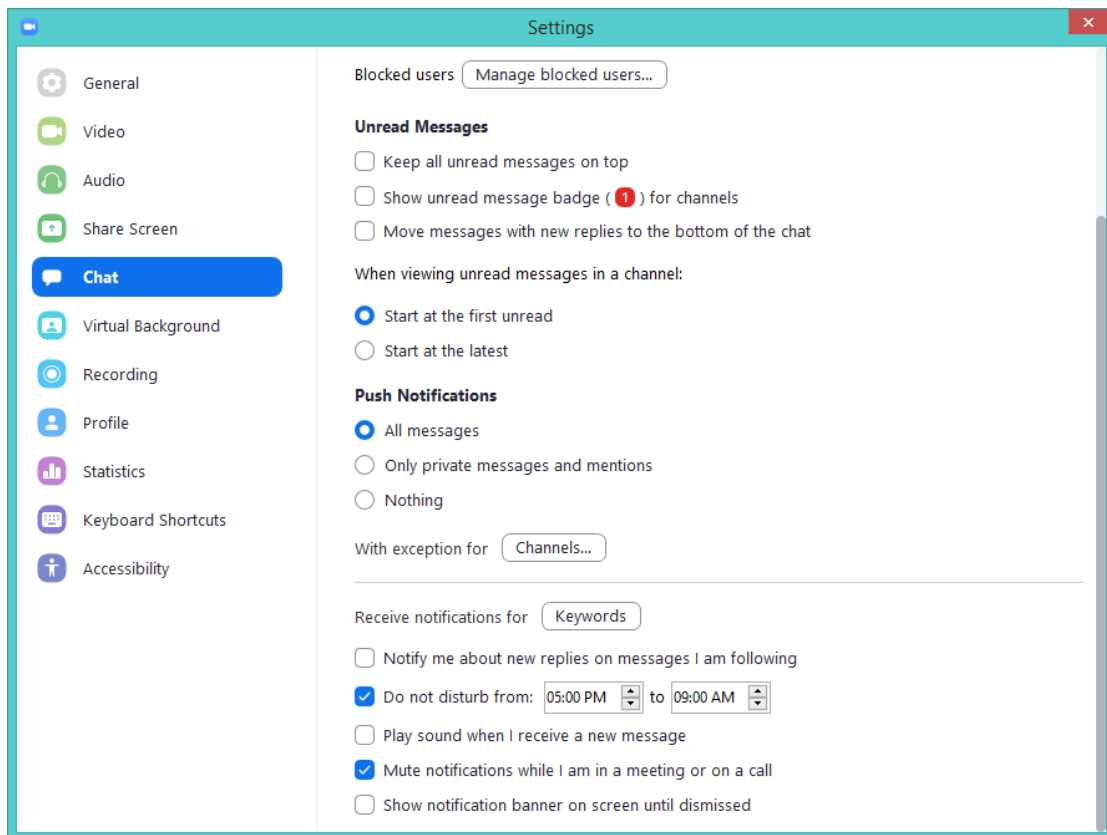 Settings
General
Video
Audio
Share Screen
Chat
Virtual Background
Recording
Profile
Statistics
Keyboard Shortcuts
Accessibility
Blocked users Manage blocked users...
Unread Messages
Keep all unread messages on top
Show unread message badge ( 1 ) for channels
Move messages with new replies to the bottom of the chat
When viewing unread messages in a channel:
Start at the first unread
Start at the latest
Push Notifications
All messages
Only private messages and mentions
Nothing
With exception for Channels...
Receive notifications for Keywords
Notify me about new replies on messages I am following
Do not disturb from: 05:00 PM to 09:00 AM
Play sound when I receive a new message
Mute notifications while I am in a meeting or on a call
Show notification banner on screen until dismissed